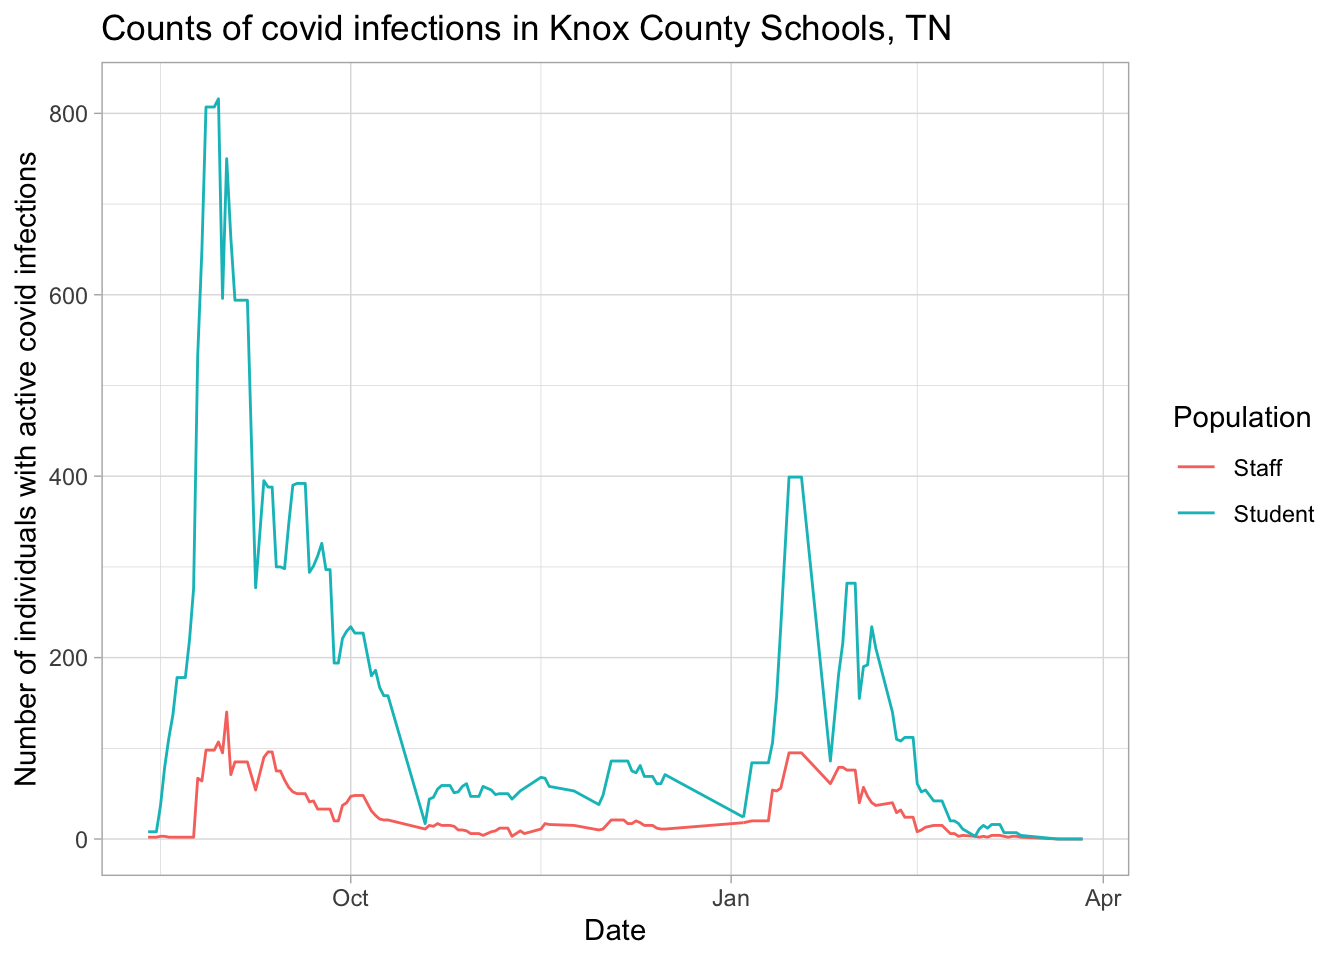 Counts of covid infections in Knox County Schools, TN
Number of individuals with active covid infections
800
600
400
200
0
Oct
Jan
Apr
Date
Population
Staff
Student